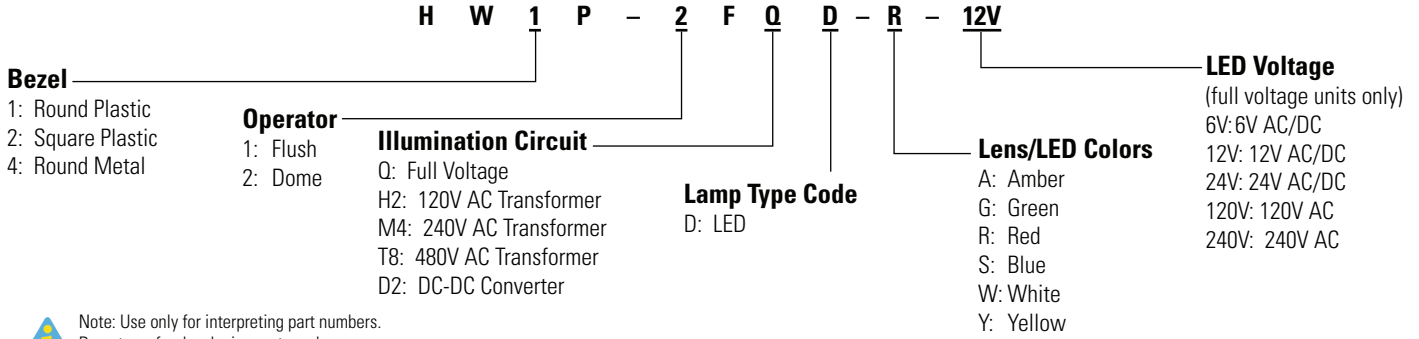 H W 1 P – 2 F Q D – R – 12V
Bezel
1: Round Plastic
2: Square Plastic
4: Round Metal
Operator
1: Flush
2: Dome
Illumination Circuit
Q: Full Voltage
H2: 120V AC Transformer
M4: 240V AC Transformer
T8: 480V AC Transformer
D2: DC-DC Converter
Lamp Type Code
D: LED
Lens/LED Colors
A: Amber
G: Green
R: Red
S: Blue
W: White
Y: Yellow
LED Voltage
(full voltage units only)
6V: 6V AC/DC
12V: 12V AC/DC
24V: 24V AC/DC
120V: 120V AC
240V: 240V AC
Note: Use only for interpreting part numbers.